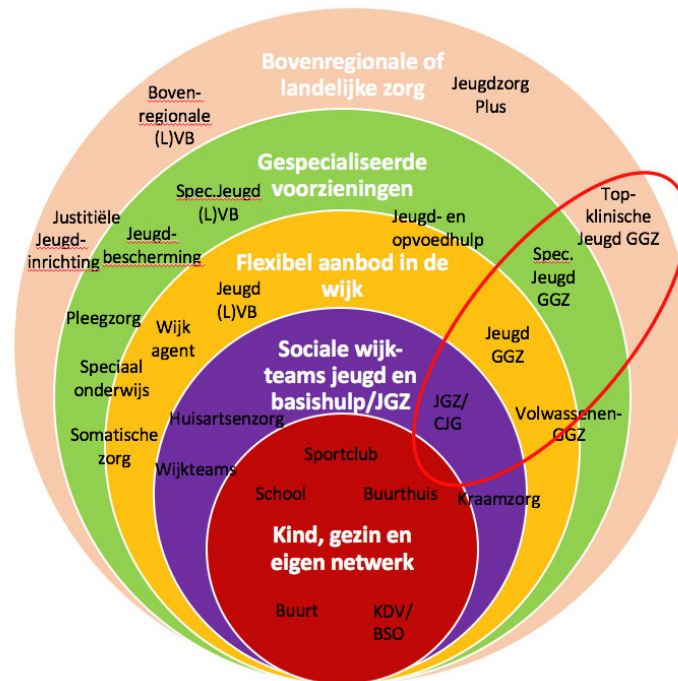 Bovenregionale of
landelijke zorg
Jeugdzorg
Plus
Boven-
regionale
(L)VB
Gespecialiseerde
voorzieningen
Spec.Jeugd
(L)VB
Top-
klinische
Jeugd GGZ
Justitiële
Jeugd-
inrichting
Jeugd-
bescherming
Jeugd- en
opvoedhulp
Spec.
Jeugd
GGZ
Flexibel aanbod in de
wijk
Jeugd
(L)VB
Pleegzorg
Wijk
agent
Jeugd
GGZ
Sociale wijk-
teams jeugd en
basishulp/JGZ
Speciaal
onderwijs
JGZ/
CJG
Huisartsenzorg
Volwassenen-
GGZ
Somatische
zorg
Wijkteams
Sportclub
School
Buurthuis
Kraamzorg
Kind, gezin en
eigen netwerk
Buurt
KDV/
BSO